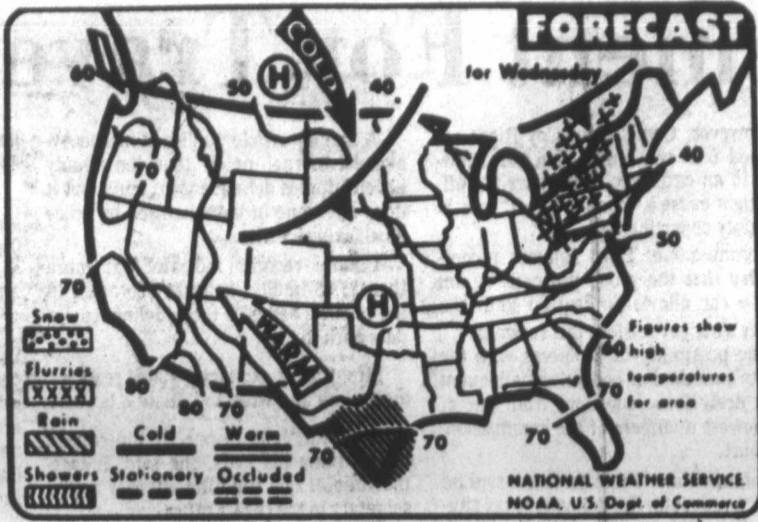 FORECAST
for Wednesday
COLD
H
60
50
40
70
40
50
70
H
WARM
Snow
Flurries
XXXX
Rain
Showers
Cold
Warm
Stationary
Occluded
80
80
70
70
70
70
60
70
Figures show
high
temperatures
for area
NATIONAL WEATHER SERVICE,
NOAA, U.S. Dept. of Commerce